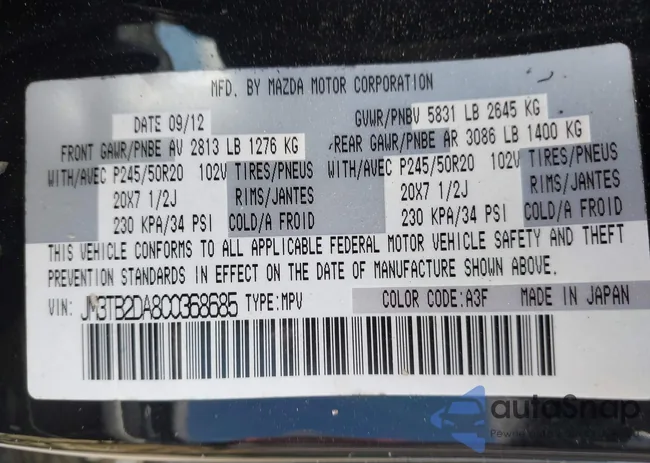 MFD. BY MAZDA MOTOR CORPORATION
DATE 09/12 GVWR/PNBV 5831 LB 2645 KG
FRONT GAWR/PNBE AV 2813 LB 1276 KG REAR GAWR/PNBE AR 3086 LB 1400 KG
WITH/AVEC P245/50R20 102V TIRES/PNEUS WITH/AVEC P245/50R20 102V TIRES/PNEUS
20X7 1/2J RIMS/JANTES 20X7 1/2J RIMS/JANTES
230 KPA/34 PSI COLD/A FROID 230 KPA/34 PSI COLD/A FROID
THIS VEHICLE CONFORMS TO ALL APPLICABLE FEDERAL MOTOR VEHICLE SAFETY AND THEFT
PREVENTION STANDARDS IN EFFECT ON THE DATE OF MANUFACTURE SHOWN ABOVE.
VIN: JM3TB2DA8C0368685 TYPE:MPV COLOR CODE:A3F MADE IN JAPAN
autoSnap
Powered